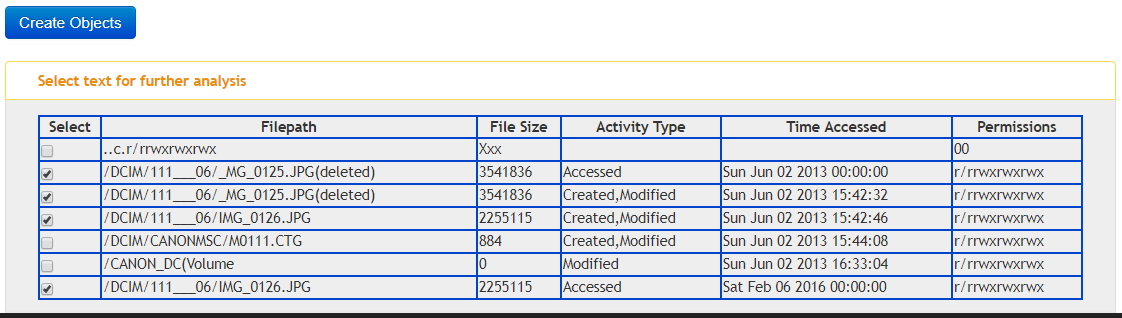 Create Objects
Select text for further analysis
Select Filepath File Size Activity Type Time Accessed Permissions
..c.r/rrwxrwxrwx Xxx 00
/DCIM/111___06/_MG_0125.JPG(deleted) 3541836 Accessed Sun Jun 02 2013 00:00:00 r/rrwxrwxrwx
/DCIM/111___06/_MG_0125.JPG(deleted) 3541836 Created,Modified Sun Jun 02 2013 15:42:32 r/rrwxrwxrwx
/DCIM/111___06/IMG_0126.JPG 2255115 Created,Modified Sun Jun 02 2013 15:42:46 r/rrwxrwxrwx
/DCIM/CANONMSC/M0111.CTG 884 Created,Modified Sun Jun 02 2013 15:44:08 r/rrwxrwxrwx
/CANON_DC(Volume 0 Modified Sun Jun 02 2013 16:33:04 r/rrwxrwxrwx
/DCIM/111___06/IMG_0126.JPG 2255115 Accessed Sat Feb 06 2016 00:00:00 r/rrwxrwxrwx